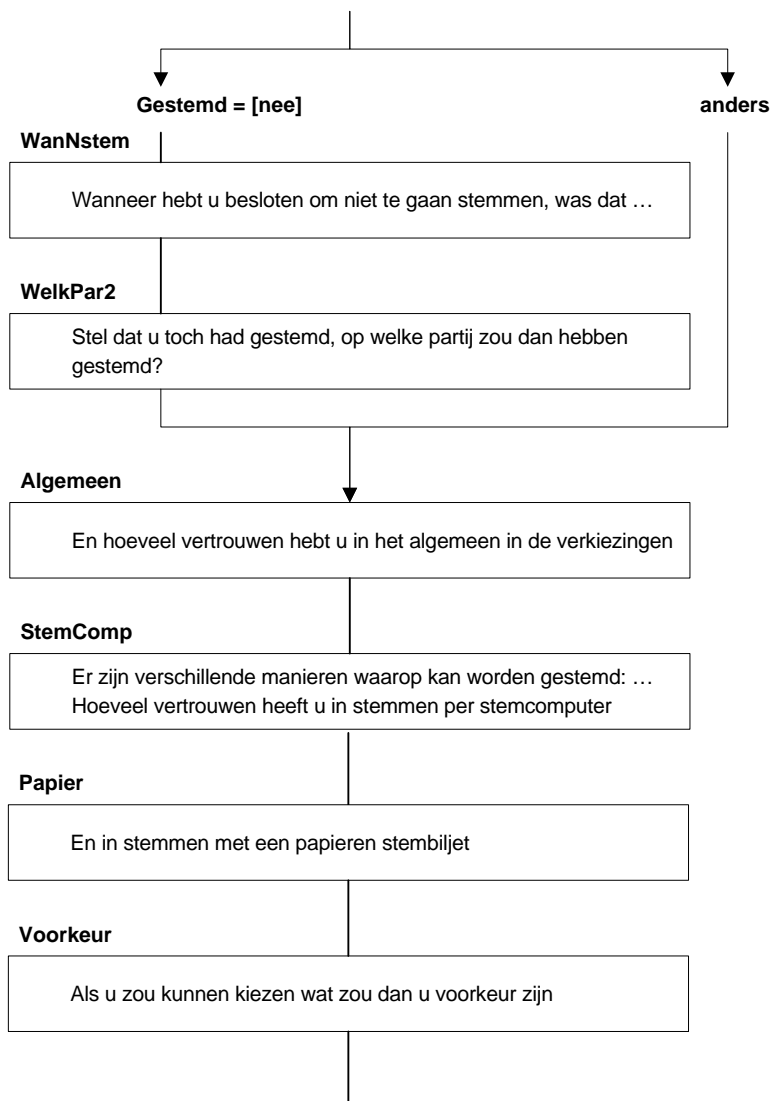 Gestemd = [nee]
anders
WanNstem
Wanneer hebt u besloten om niet te gaan stemmen, was dat …
WelkPar2
Stel dat u toch had gestemd, op welke partij zou dan hebben
gestemd?
Algemeen
En hoeveel vertrouwen hebt u in het algemeen in de verkiezingen
StemComp
Er zijn verschillende manieren waarop kan worden gestemd: …
Hoeveel vertrouwen heeft u in stemmen per stemcomputer
Papier
En in stemmen met een papieren stembiljet
Voorkeur
Als u zou kunnen kiezen wat zou dan u voorkeur zijn